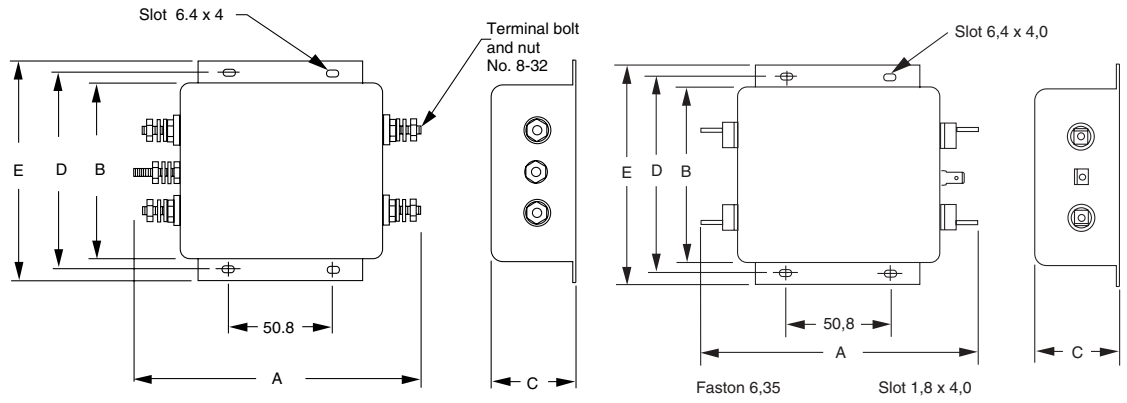 Slot 6.4 x 4
Terminal bolt
and nut
No. 8-32
E
D
B
50.8
A
C
Slot 6,4 x 4,0
E
D
B
50,8
A
C
Faston 6,35
Slot 1,8 x 4,0